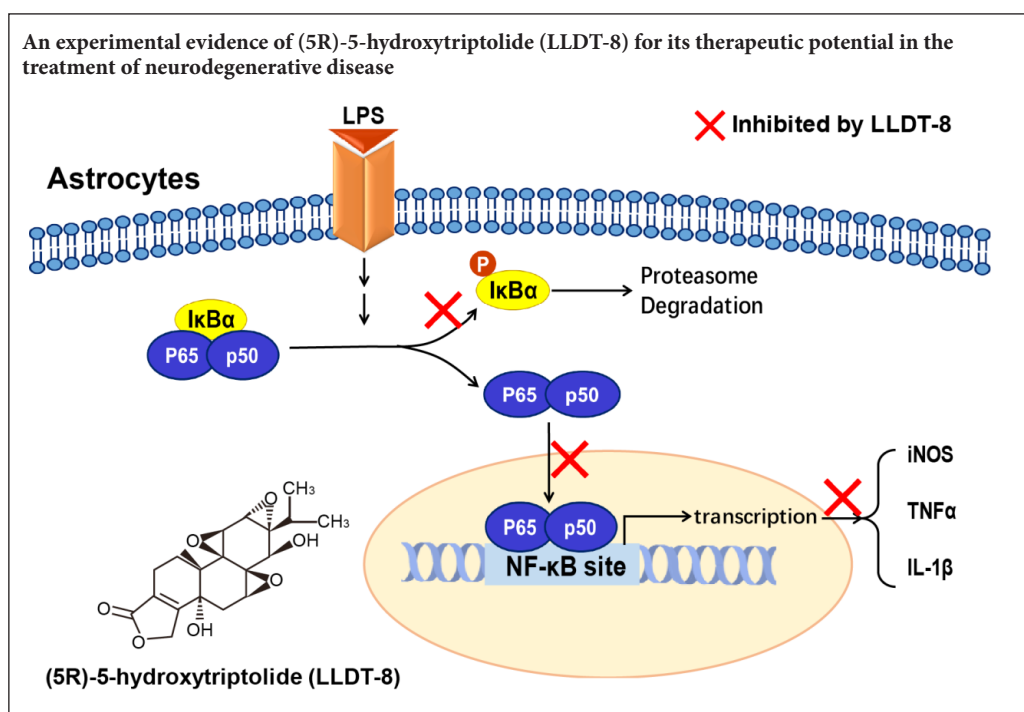 An experimental evidence of (5R)-5-hydroxytriptolide (LLDT-8) for its therapeutic potential in the
treatment of neurodegenerative disease
LPS
Inhibited by LLDT-8
Astrocytes
P
IκBα
Proteasome
Degradation
IκBα
P65
p50
P65
p50
iNOS
TNFα
IL-1β
P65
p50
transcription
NF-κB site
O
CH₃
CH₃
O
OH
O
O
O
OH
(5R)-5-hydroxytriptolide (LLDT-8)